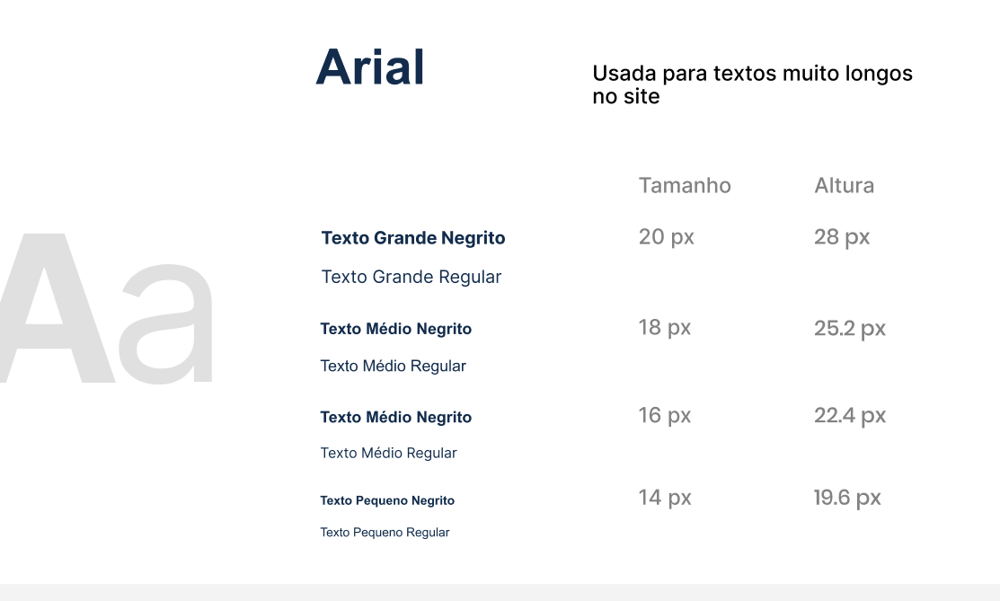 Arial
Usada para textos muito longos
no site
Tamanho Altura
Aa
Texto Grande Negrito 20 px 28 px
Texto Grande Regular
Texto Médio Negrito 18 px 25.2 px
Texto Médio Regular
Texto Médio Negrito 16 px 22.4 px
Texto Médio Regular
Texto Pequeno Negrito 14 px 19.6 px
Texto Pequeno Regular